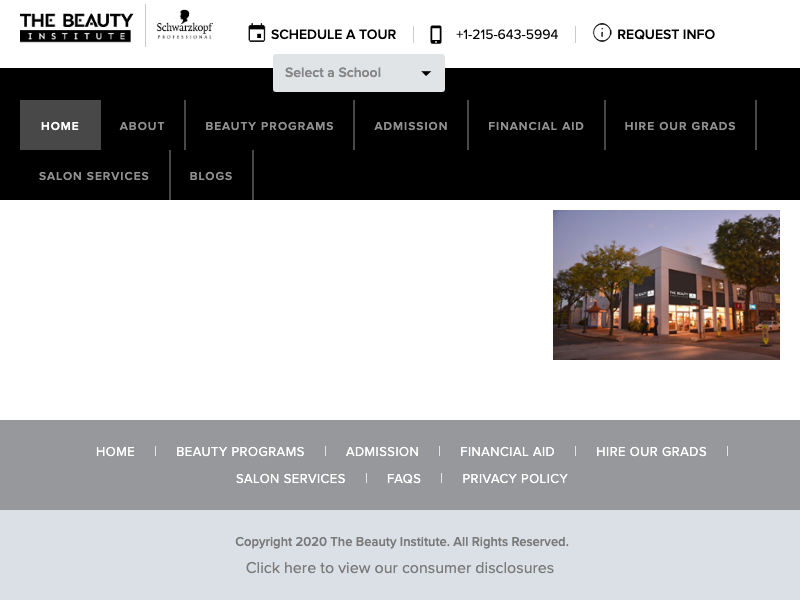 THE BEAUTY
INSTITUTE
Schwarzkopf
PROFESSIONAL
SCHEDULE A TOUR
+1-215-643-5994
REQUEST INFO
Select a School
HOME
ABOUT
BEAUTY PROGRAMS
ADMISSION
FINANCIAL AID
HIRE OUR GRADS
SALON SERVICES
BLOGS
THE BEAUTY
HOME
BEAUTY PROGRAMS
ADMISSION
FINANCIAL AID
HIRE OUR GRADS
SALON SERVICES
FAQS
PRIVACY POLICY
Copyright 2020 The Beauty Institute. All Rights Reserved.
Click here to view our consumer disclosures